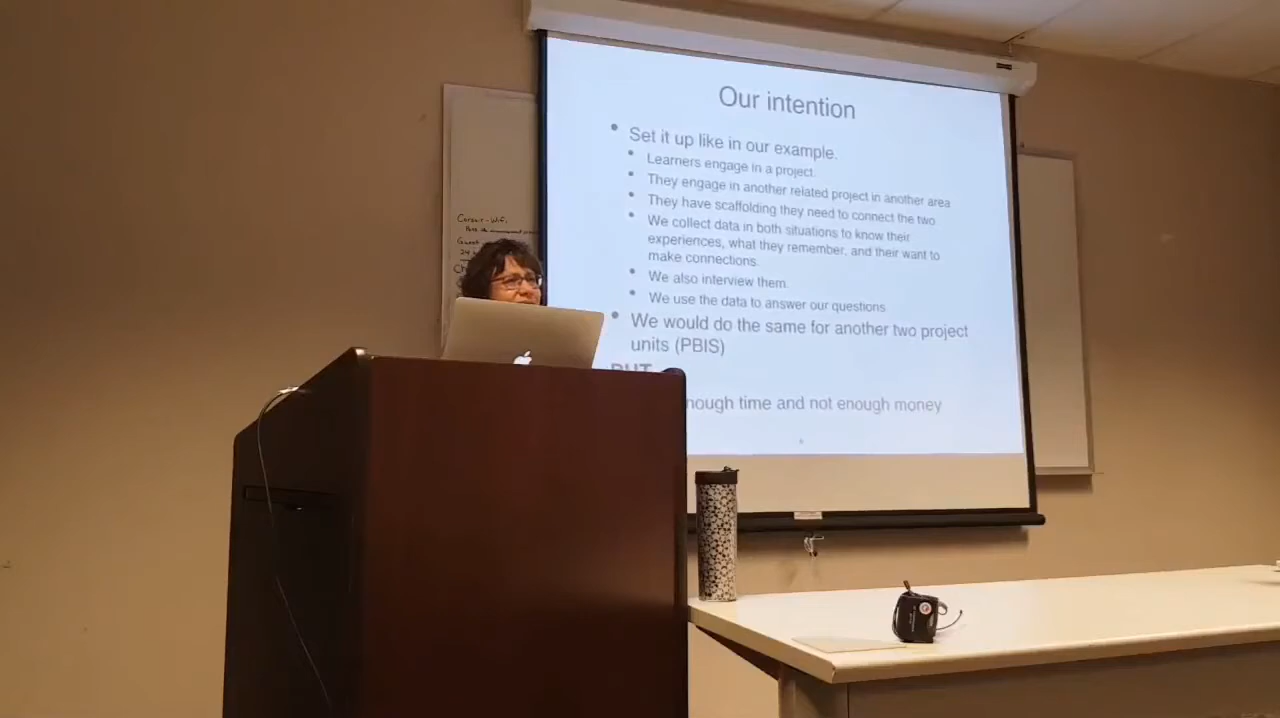 Our intention
• Set it up like in our example.
• Learners engage in a project.
• They engage in another related project in another area
• They have scaffolding they need to connect the two.
• We collect data in both situations to know their
experiences, what they remember, and their want to
make connections.
• We also interview them.
• We use the data to answer our questions
• We would do the same for another two project
units (PBIS)
BUT
nough time and not enough money
Guest